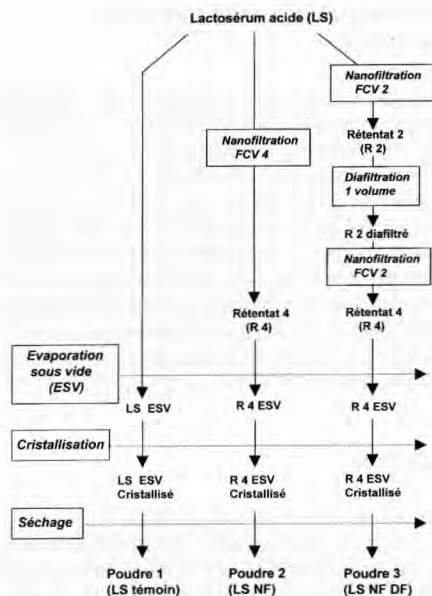 Lactosérum acide (LS)
Nanofiltration
FCV 2
Nanofiltration
FCV 4
Rétentat 2
(R 2)
Diafiltration
1 volume
R 2 diafiltré
Nanofiltration
FCV 2
Rétentat 4
(R 4)
Rétentat 4
(R 4)
Evaporation
sous vide
(ESV)
LS ESV
R 4 ESV
R 4 ESV
Cristallisation
LS ESV
Cristallisé
R 4 ESV
Cristallisé
R 4 ESV
Cristallisé
Séchage
Poudre 1
(LS témoin)
Poudre 2
(LS NF)
Poudre 3
(LS NF DF)